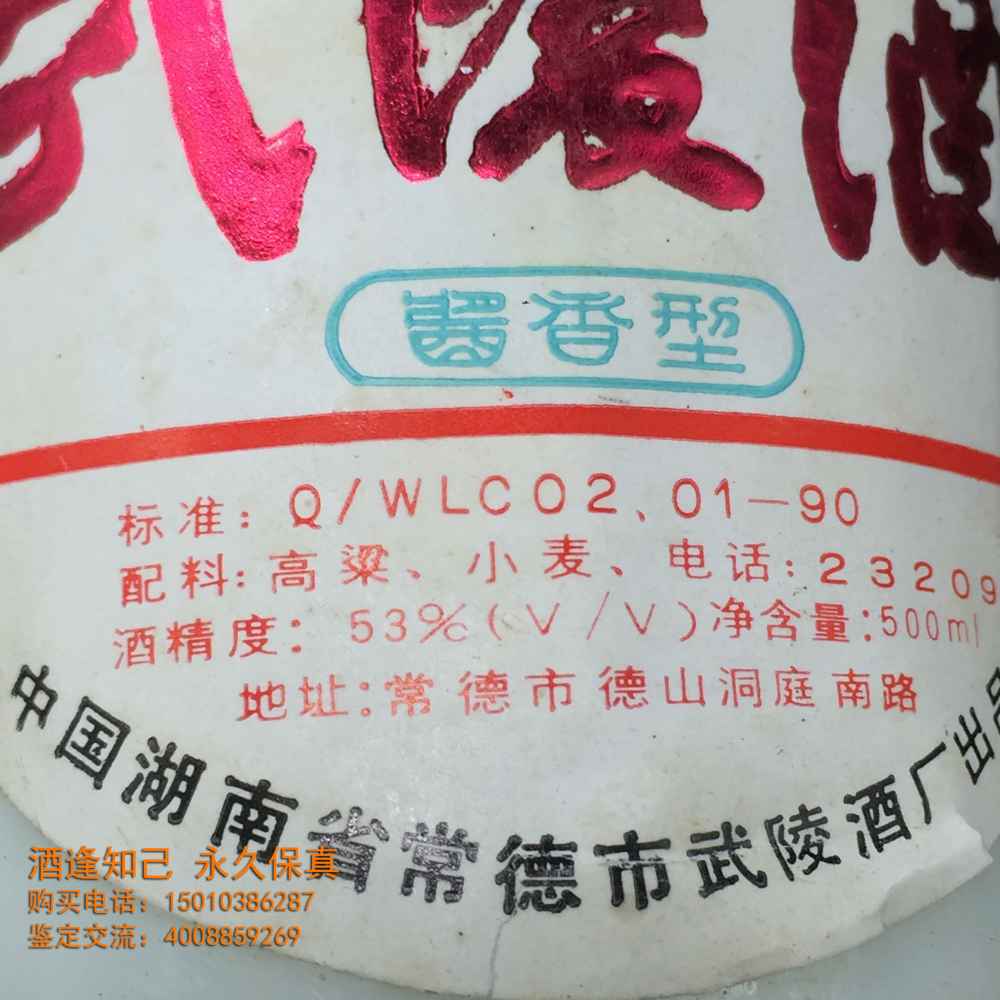 武陵酒
酱香型
标准：Q/WLC02、01—90
配料：高粱、小麦、电话：23209
酒精度：53%(V/V)净含量：500ml
地址：常德市德山洞庭南路
中国湖南省常德市武陵酒厂出品
酒逢知己 永久保真
购买电话：15010386287
鉴定交流：4008859269